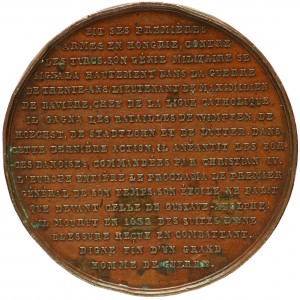 FIT SES PREMIÈRES
ARMES EN HONGRIE, CONTRE
LES TURCS. SON GÉNIE MILITAIRE SE
SIGNALA HAUTEMENT DANS LA GUERRE
DE TRENTE-ANS. LIEUTENANT DE MAXIMILIEN
DE BAVIÈRE, CHEF DE LA LIGUE CATHOLIQUE,
IL GAGNA LES BATAILLES DE WIMPFEN, DE
HOECHST, DE STADTLOHN ET DE LUTTER. DANS
CETTE DERNIÈRE ACTION IL ANÉANTIT LES FOR-
CES DANOISES, COMMANDÉES PAR CHRISTIAN IV.
L'EUROPE ENTIÈRE LE PROCLAMA LE PREMIER
GÉNÉRAL DE SON TEMPS. SON ÉTOILE NE PALIT
QUE DEVANT CELLE DE GUSTAVE-ADOLPHE.
IL MOURUT EN 1632 DES SUITES D'UNE
BLESSURE REÇUE EN COMBATTANT.
DIGNE FIN D'UN GRAND
HOMME DE GUERRE.